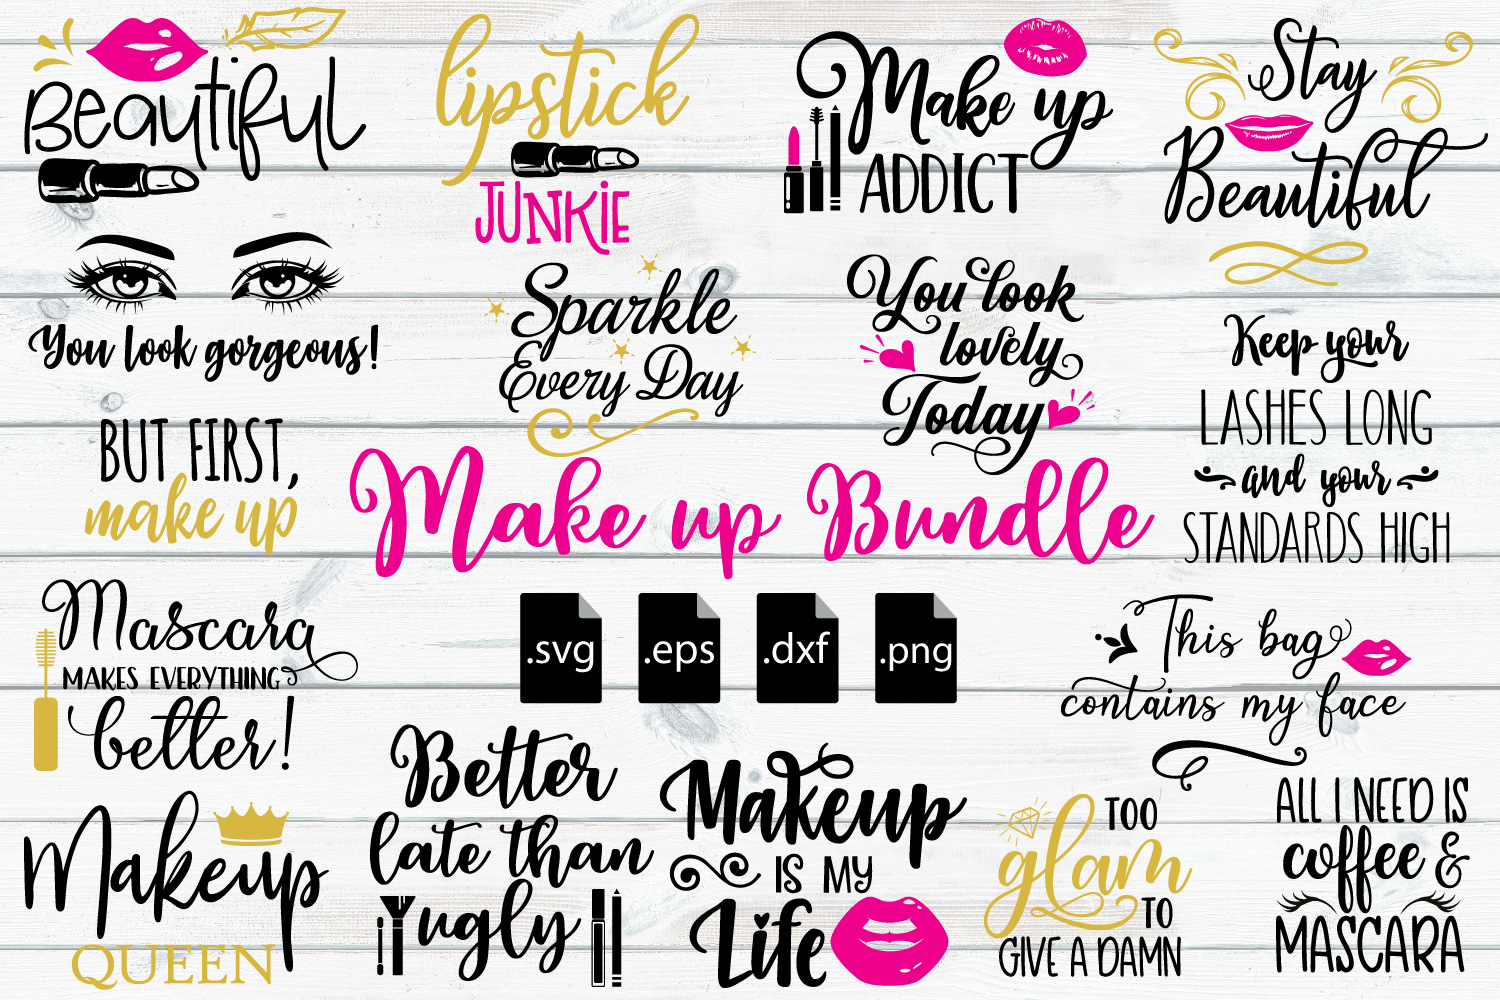 Beautiful
lipstick
JUNKIE
Make up
ADDICT
Stay
Beautiful
You look gorgeous!
Sparkle
Every Day
You look
lovely
Today
Keep your
LASHES LONG
and your
STANDARDS HIGH
BUT FIRST,
make up
Make up Bundle
Mascara
MAKES EVERYTHING
better!
.svg
.eps
.dxf
.png
This bag
contains my face
Makeup
QUEEN
Better
late than
ugly
Makeup
IS MY
Life
TOO
glam
TO
GIVE A DAMN
ALL I NEED IS
coffee &
MASCARA